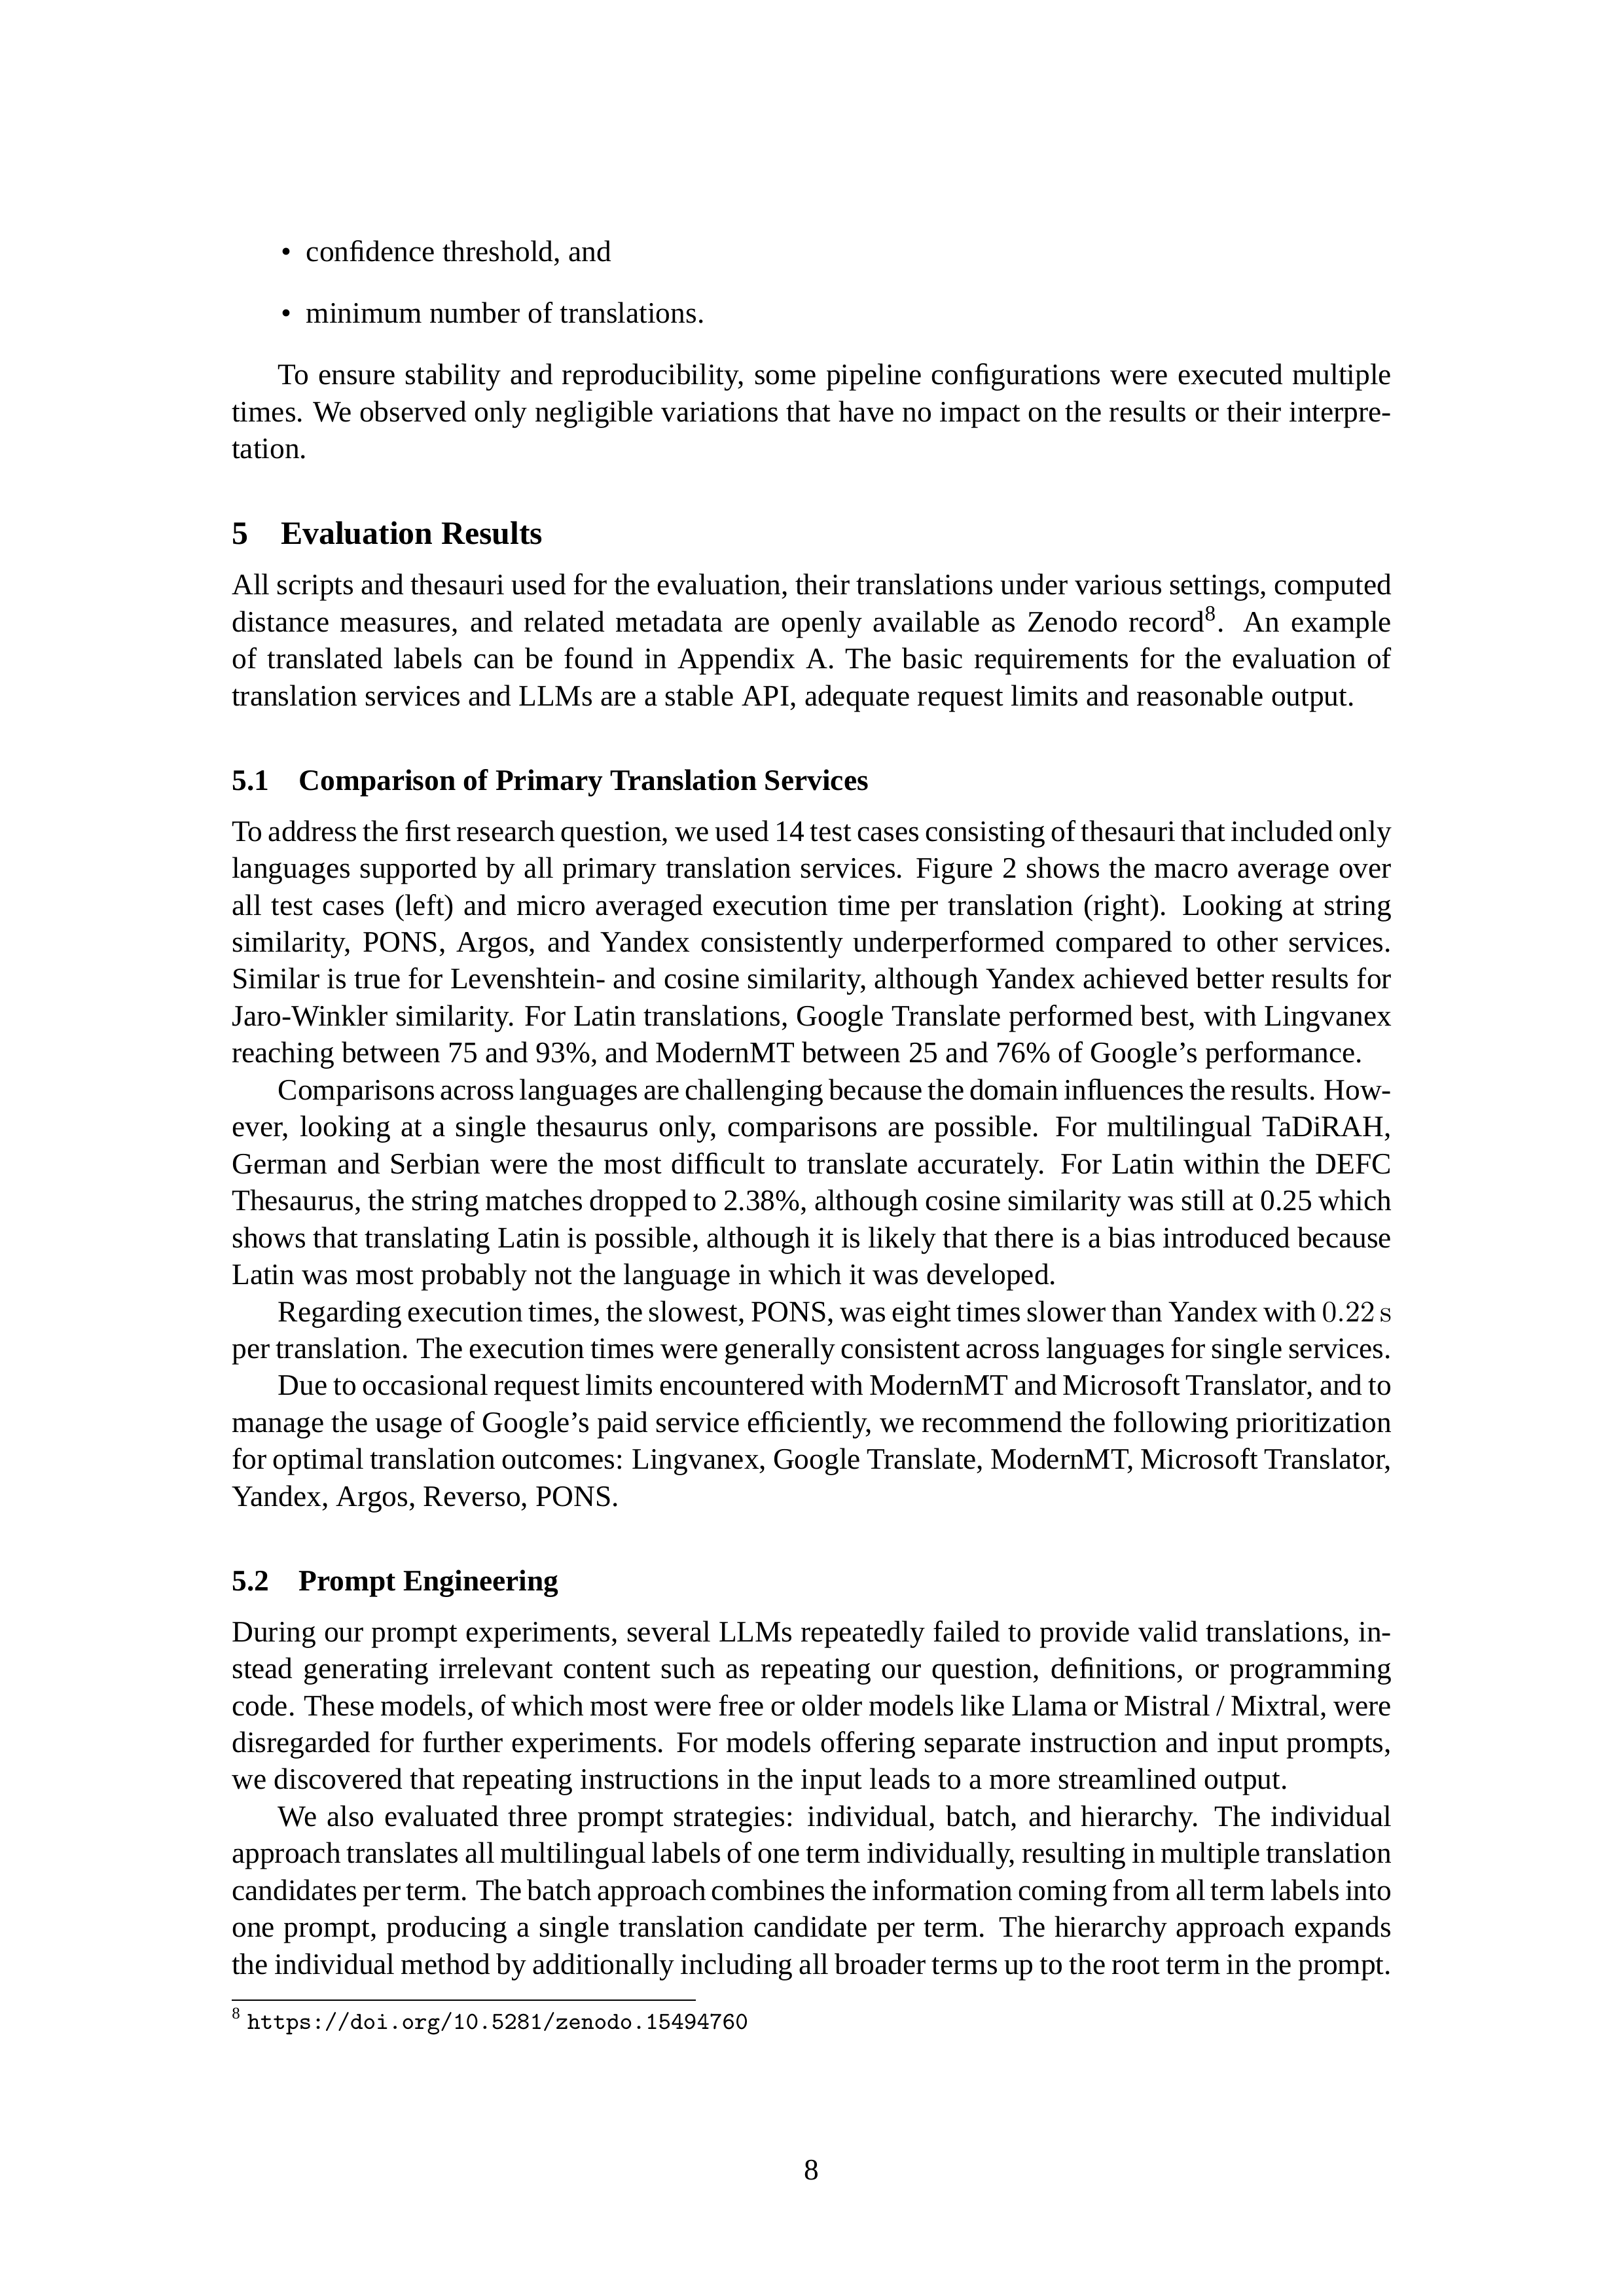 • confidence threshold, and
• minimum number of translations.
To ensure stability and reproducibility, some pipeline configurations were executed multiple
times. We observed only negligible variations that have no impact on the results or their interpre-
tation.
5 Evaluation Results
All scripts and thesauri used for the evaluation, their translations under various settings, computed
distance measures, and related metadata are openly available as Zenodo record8. An example
of translated labels can be found in Appendix A. The basic requirements for the evaluation of
translation services and LLMs are a stable API, adequate request limits and reasonable output.
5.1 Comparison of Primary Translation Services
To address the first research question, we used 14 test cases consisting of thesauri that included only
languages supported by all primary translation services. Figure 2 shows the macro average over
all test cases (left) and micro averaged execution time per translation (right). Looking at string
similarity, PONS, Argos, and Yandex consistently underperformed compared to other services.
Similar is true for Levenshtein- and cosine similarity, although Yandex achieved better results for
Jaro-Winkler similarity. For Latin translations, Google Translate performed best, with Lingvanex
reaching between 75 and 93%, and ModernMT between 25 and 76% of Google's performance.
Comparisons across languages are challenging because the domain influences the results. How-
ever, looking at a single thesaurus only, comparisons are possible. For multilingual TaDiRAH,
German and Serbian were the most difficult to translate accurately. For Latin within the DEFC
Thesaurus, the string matches dropped to 2.38%, although cosine similarity was still at 0.25 which
shows that translating Latin is possible, although it is likely that there is a bias introduced because
Latin was most probably not the language in which it was developed.
Regarding execution times, the slowest, PONS, was eight times slower than Yandex with 0.22 s
per translation. The execution times were generally consistent across languages for single services.
Due to occasional request limits encountered with ModernMT and Microsoft Translator, and to
manage the usage of Google's paid service efficiently, we recommend the following prioritization
for optimal translation outcomes: Lingvanex, Google Translate, ModernMT, Microsoft Translator,
Yandex, Argos, Reverso, PONS.
5.2 Prompt Engineering
During our prompt experiments, several LLMs repeatedly failed to provide valid translations, in-
stead generating irrelevant content such as repeating our question, definitions, or programming
code. These models, of which most were free or older models like Llama or Mistral / Mixtral, were
disregarded for further experiments. For models offering separate instruction and input prompts,
we discovered that repeating instructions in the input leads to a more streamlined output.
We also evaluated three prompt strategies: individual, batch, and hierarchy. The individual
approach translates all multilingual labels of one term individually, resulting in multiple translation
candidates per term. The batch approach combines the information coming from all term labels into
one prompt, producing a single translation candidate per term. The hierarchy approach expands
the individual method by additionally including all broader terms up to the root term in the prompt.
8 https://doi.org/10.5281/zenodo.15494760
8